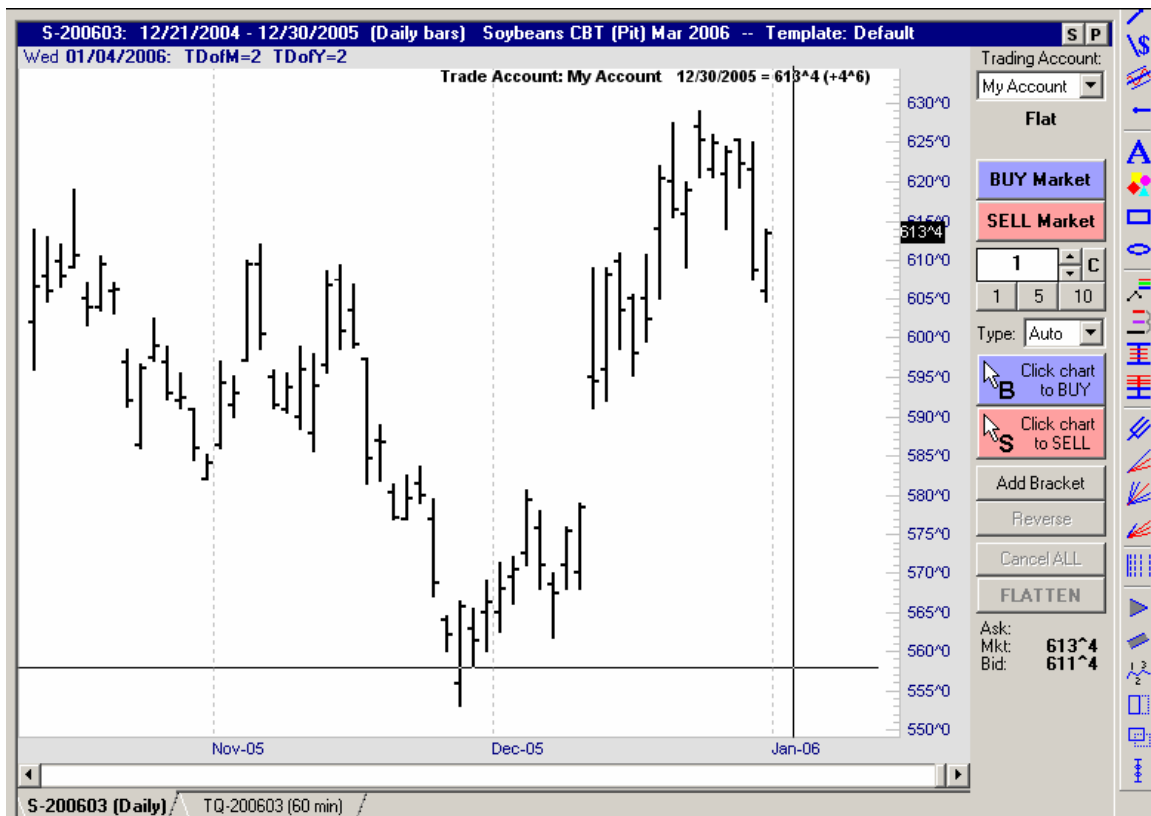 S-200603: 12/21/2004 - 12/30/2005 (Daily bars) Soybeans CBT (Pit) Mar 2006 -- Template: Default
S P
Wed 01/04/2006: TDofM=2 TDofY=2
Trade Account: My Account 12/30/2005 = 613^4 (+4^6)
630^0
625^0
620^0
615^0
613^4
610^0
605^0
600^0
595^0
590^0
585^0
580^0
575^0
570^0
565^0
560^0
555^0
550^0
Nov-05
Dec-05
Jan-06
S-200603 (Daily)
TQ-200603 (60 min)
Trading Account:
My Account
Flat
BUY Market
SELL Market
1
C
1 5 10
Type: Auto
B Click chart
to BUY
S Click chart
to SELL
Add Bracket
Reverse
Cancel ALL
FLATTEN
Ask:
Mkt: 613^4
Bid: 611^4
\$
A
1 3
2